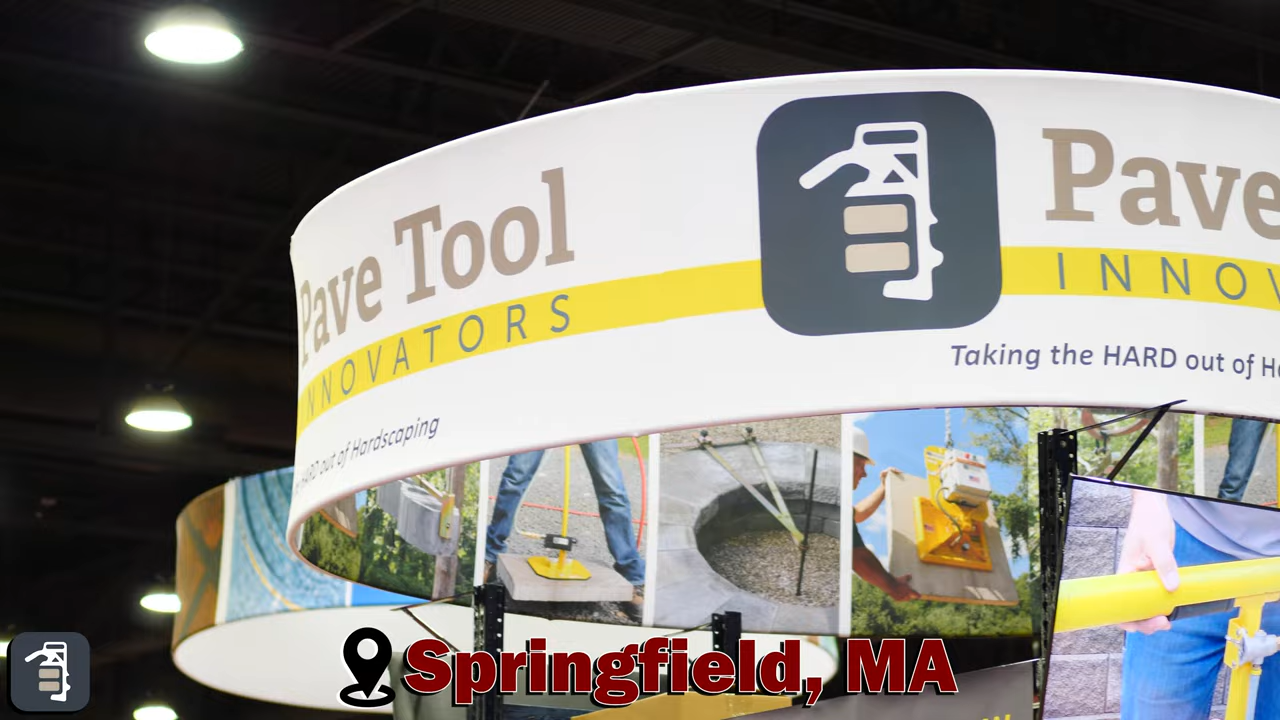 Pave Tool
INNOVATORS
HARD out of Hardscaping
Pave
INNOV
Taking the HARD out of H
Springfield, MA